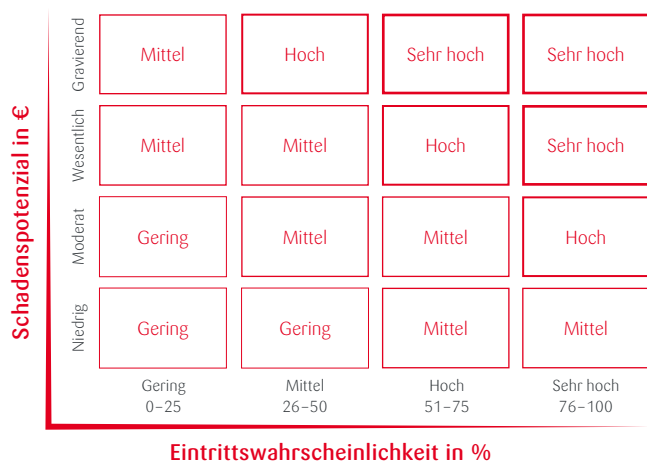 Schadenspotenzial in €
Gravierend
Mittel
Hoch
Sehr hoch
Sehr hoch
Wesentlich
Mittel
Mittel
Hoch
Sehr hoch
Moderat
Gering
Mittel
Mittel
Hoch
Niedrig
Gering
Gering
Mittel
Mittel
Gering
0–25
Mittel
26–50
Hoch
51–75
Sehr hoch
76–100
Eintrittswahrscheinlichkeit in %